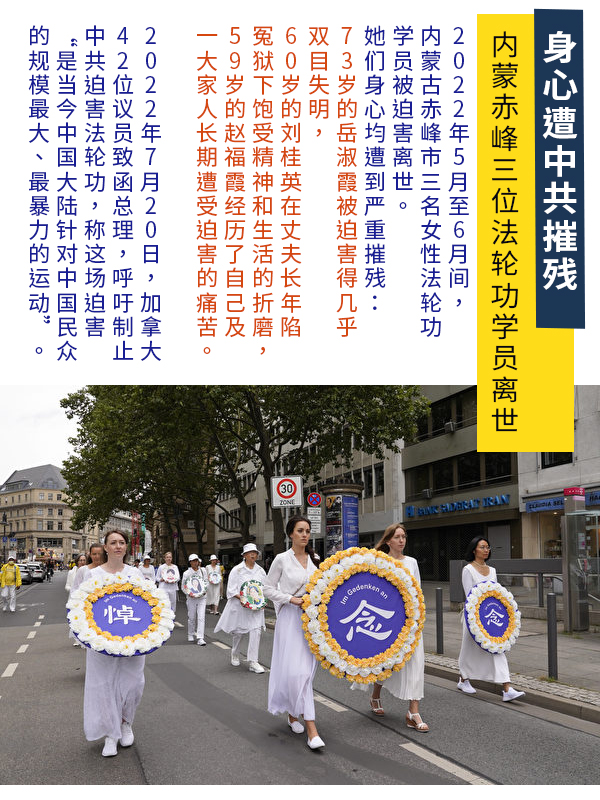 身心遭中共摧残
内蒙赤峰三位法轮功学员离世
2022年5月至6月间，
内蒙古赤峰市三名女性法轮功
学员被迫害离世。
她们身心均遭到严重摧残：
73岁的岳淑霞被迫害得几乎
双目失明，
60岁的刘桂英在丈夫长年陷
冤狱下饱受精神和生活的折磨，
59岁的赵福霞经历了自己及
一大家人长期遭受迫害的痛苦。
2022年7月20日，加拿大
42位议员致函总理，呼吁制止
中共迫害法轮功，称这场迫害
“是当今中国大陆针对中国民众
的规模最大、最暴力的运动”。
30
ZONE
BANK SADERAT IRAN
Im Gedenken an
悼
Im Gedenken an
念
念